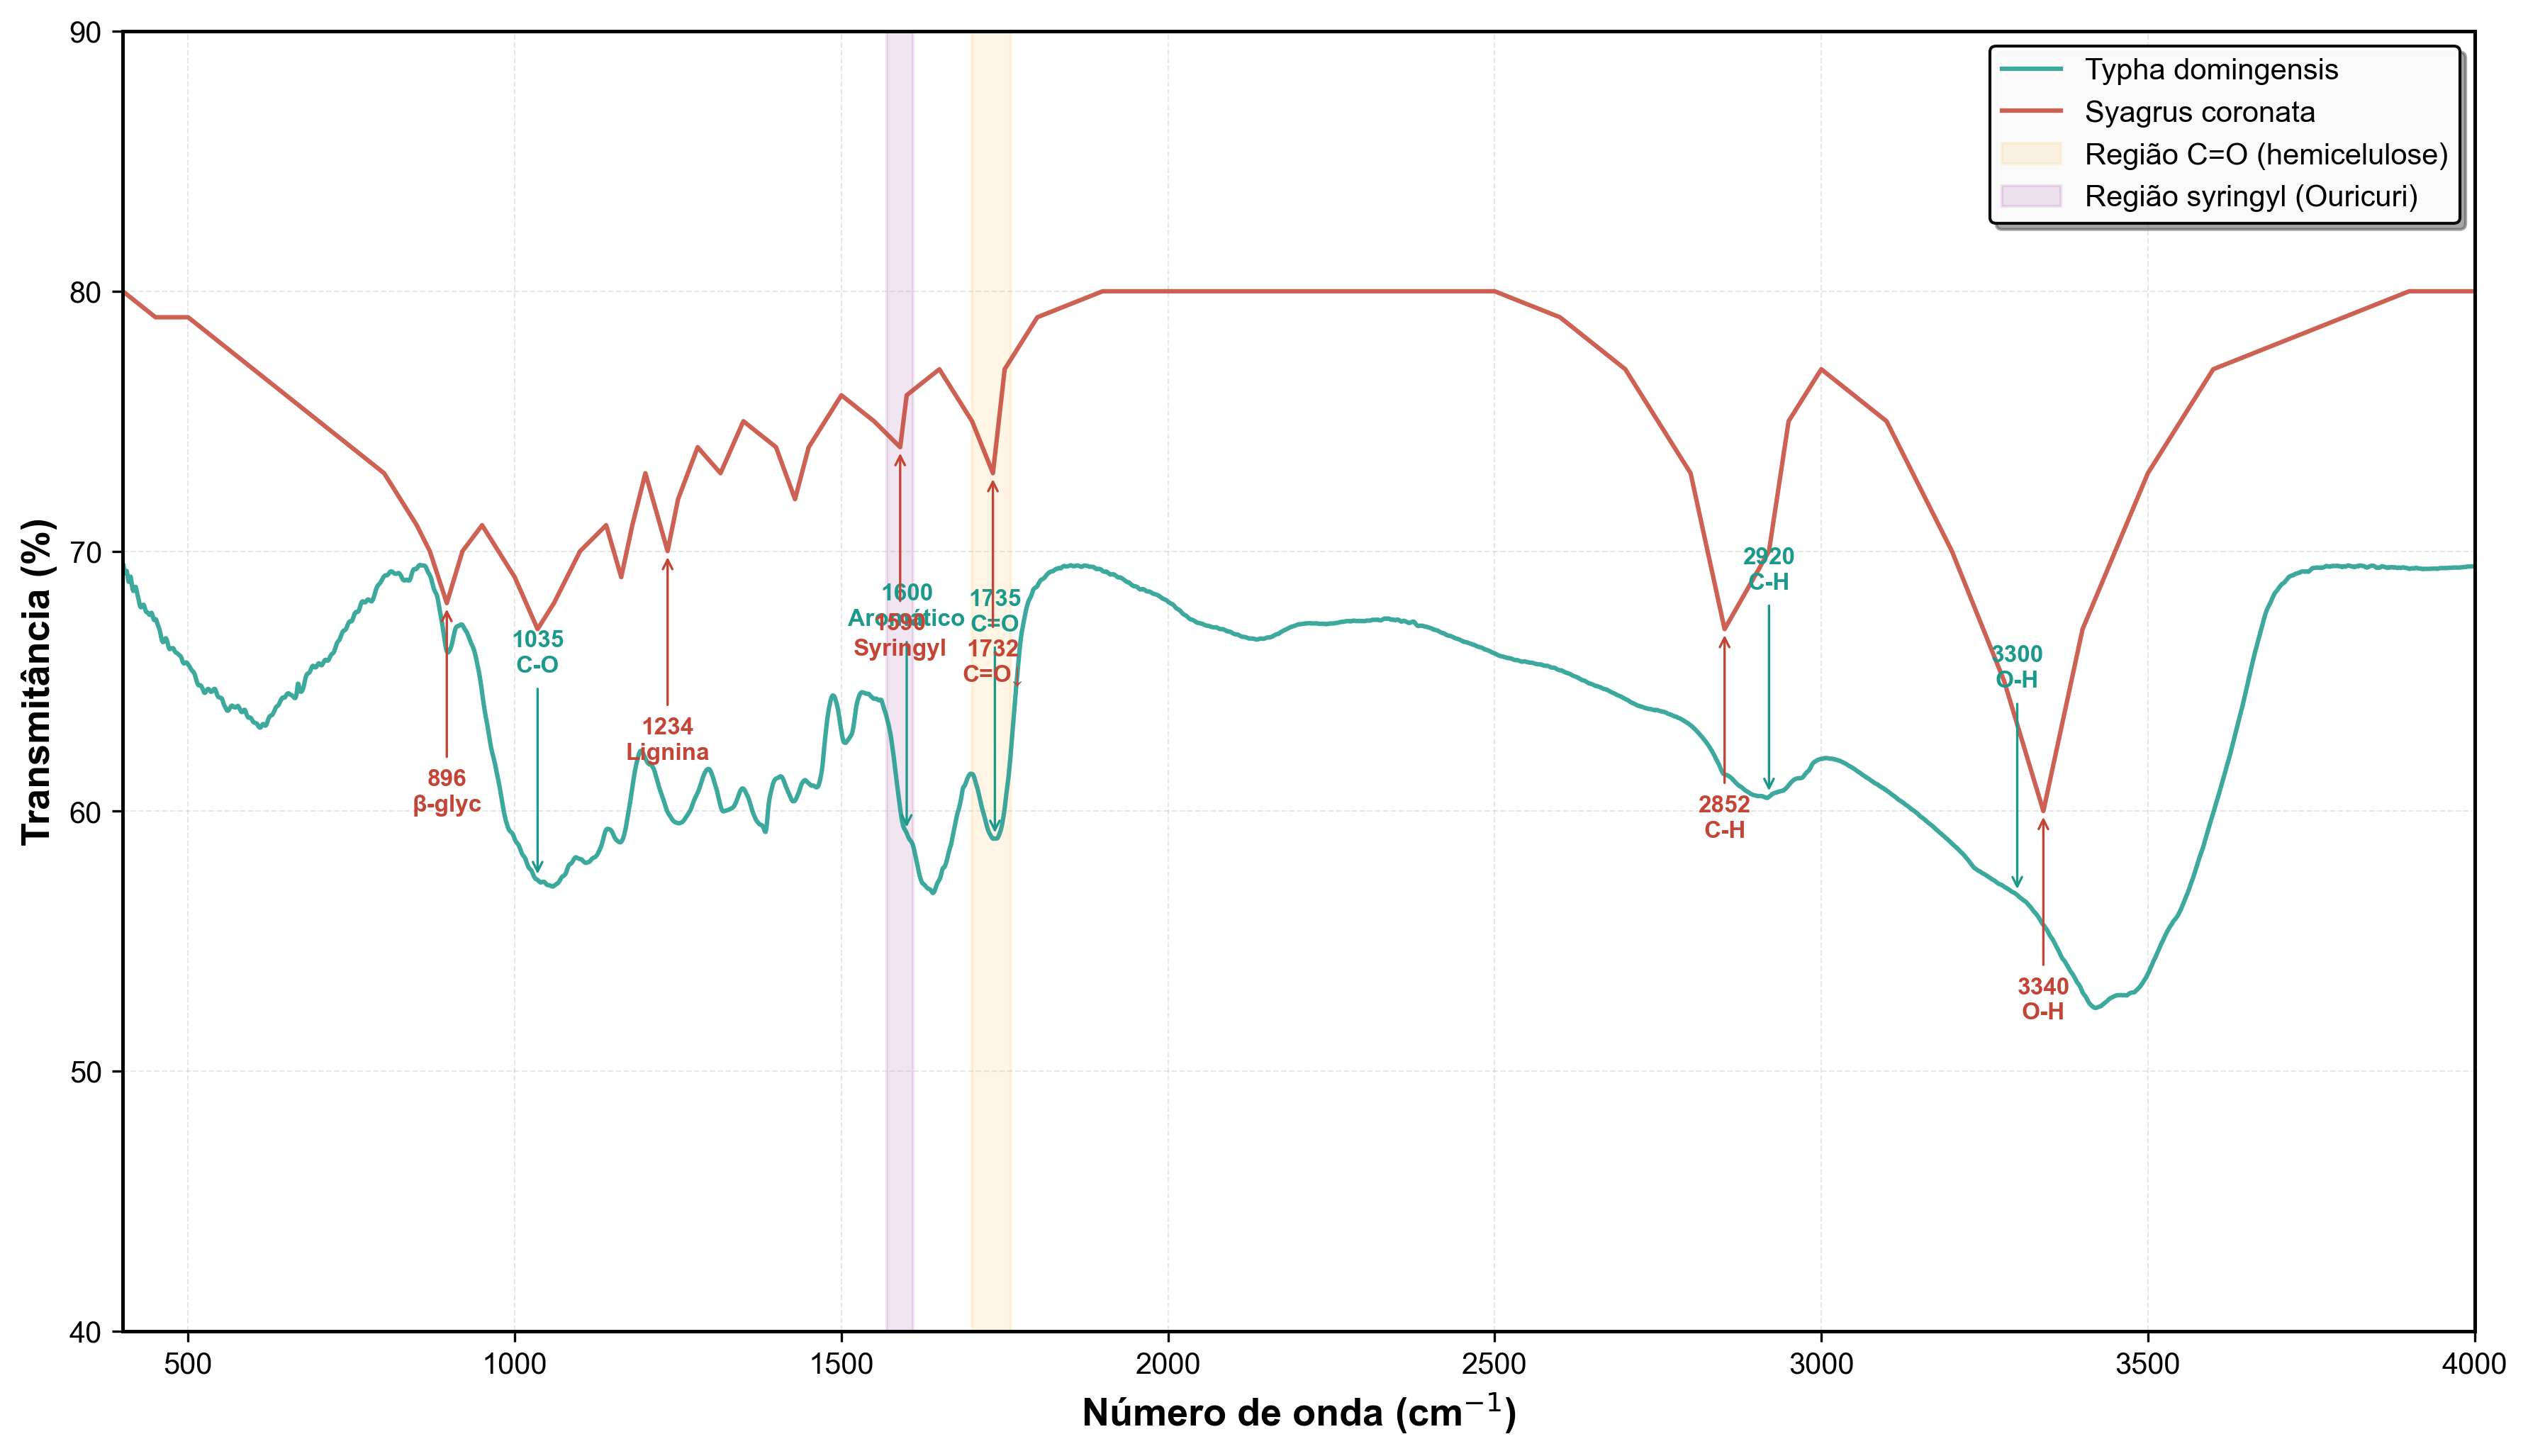 90
80
70
60
50
40
Transmitância (%)
Typha domingensis
Syagrus coronata
Região C=O (hemicelulose)
Região syringyl (Ouricuri)
896
β-glyc
1035
C-O
1234
Lignina
1600
Aromático
1590
Syringyl
1735
C=O
1732
C=O
2852
C-H
2920
C-H
3300
O-H
3340
O-H
500
1000
1500
2000
2500
3000
3500
4000
Número de onda (cm⁻¹)